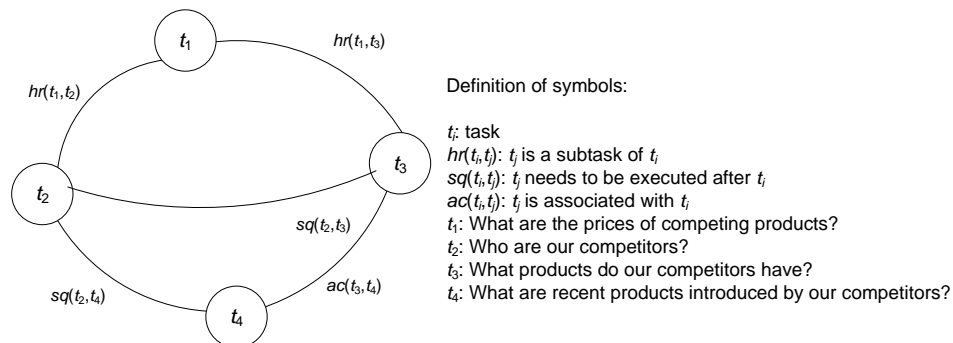 t1
hr(t1,t3)
hr(t1,t2)
t3
t2
sq(t2,t3)
sq(t2,t4)
ac(t3,t4)
t4
Definition of symbols:
ti: task
hr(ti,tj): tj is a subtask of ti
sq(ti,tj): tj needs to be executed after ti
ac(ti,tj): tj is associated with ti
t1: What are the prices of competing products?
t2: Who are our competitors?
t3: What products do our competitors have?
t4: What are recent products introduced by our competitors?